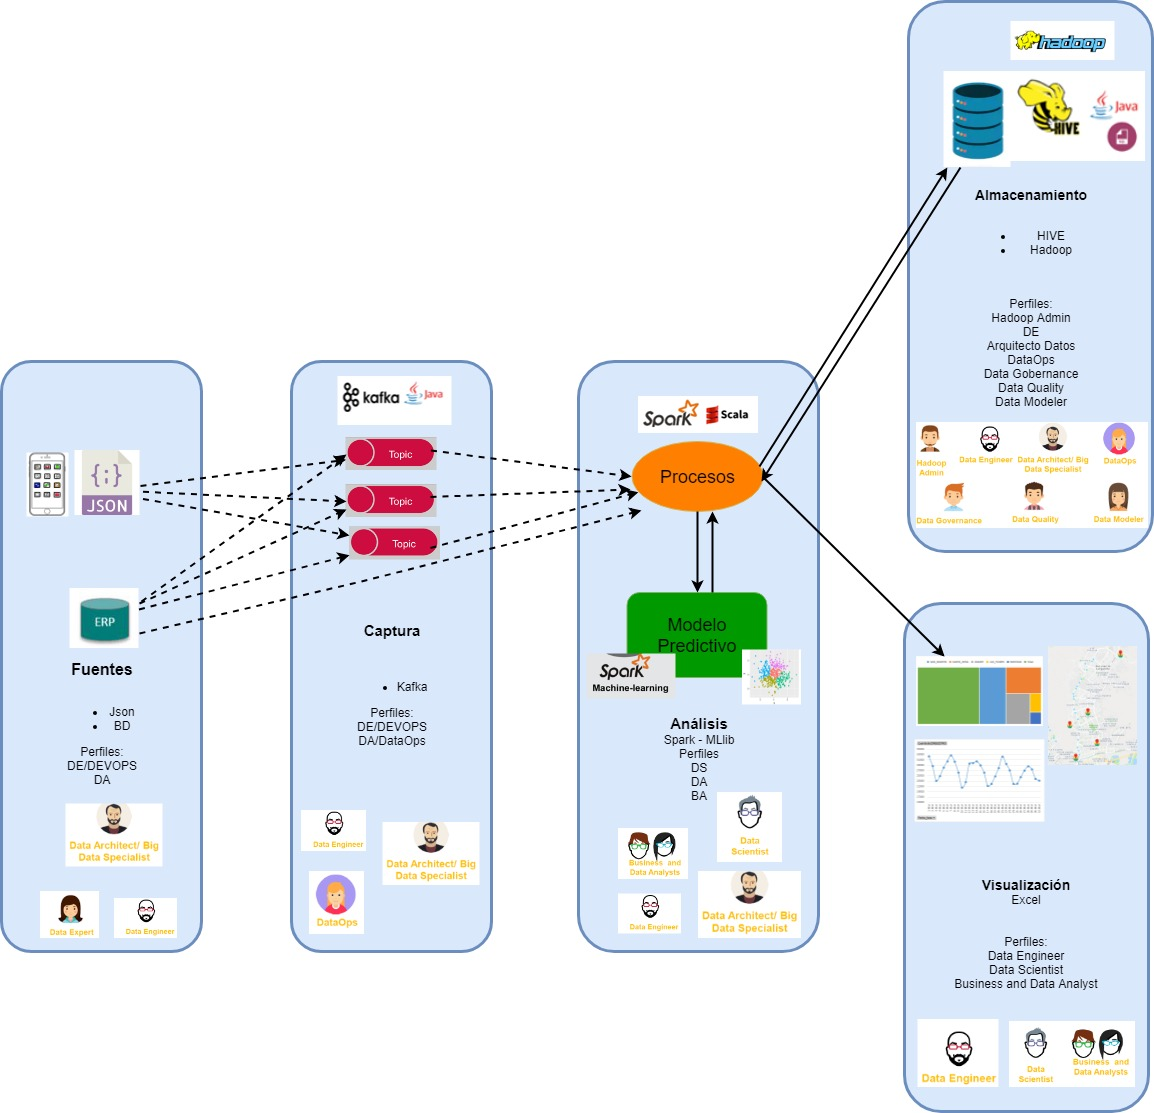 {;}
JSON
ERP
Fuentes
Json
BD
Perfiles:
DE/DEVOPS
DA
Data Architect/ Big
Data Specialist
Data Expert
Data Engineer
kafka
Java
Topic
Topic
Topic
Captura
Kafka
Perfiles:
DE/DEVOPS
DA/DataOps
Data Engineer
Data Architect/ Big
Data Specialist
DataOps
Spark
Scala
Procesos
Modelo
Predictivo
Spark
Machine-learning
Análisis
Spark - MLlib
Perfiles
DS
DA
BA
Data
Scientist
Business and
Data Analysts
Data Engineer
Data Architect/ Big
Data Specialist
hadoop
HIVE
Java
Almacenamiento
HIVE
Hadoop
Perfiles:
Hadoop Admin
DE
Arquitecto Datos
DataOps
Data Gobernance
Data Quality
Data Modeler
Hadoop
Admin
Data Engineer
Data Architect/ Big
Data Specialist
DataOps
Data Governance
Data Quality
Data Modeler
Visualización
Excel
Perfiles:
Data Engineer
Data Scientist
Business and Data Analyst
Data Engineer
Data
Scientist
Business and
Data Analysts